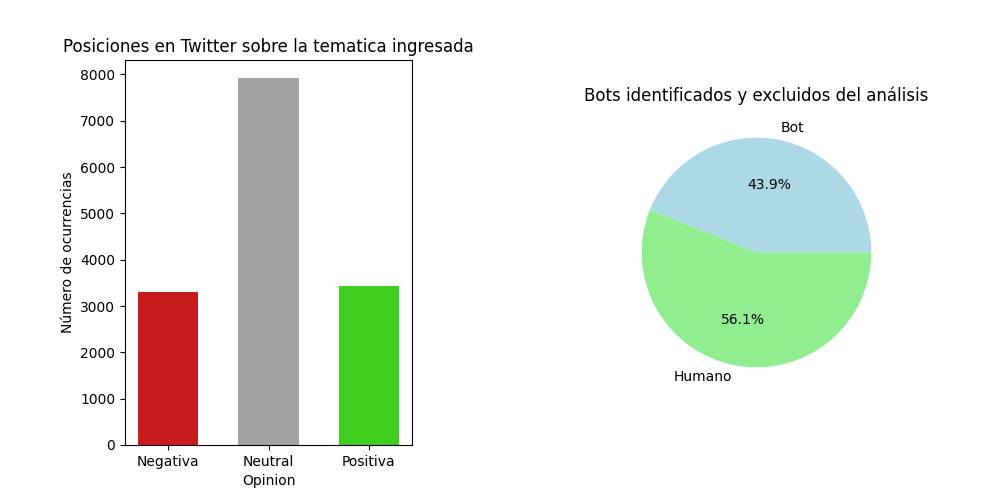 Posiciones en Twitter sobre la tematica ingresada
Número de ocurrencias
8000
7000
6000
5000
4000
3000
2000
1000
0
Negativa
Neutral
Positiva
Opinion
Bots identificados y excluidos del análisis
Bot
43.9%
56.1%
Humano